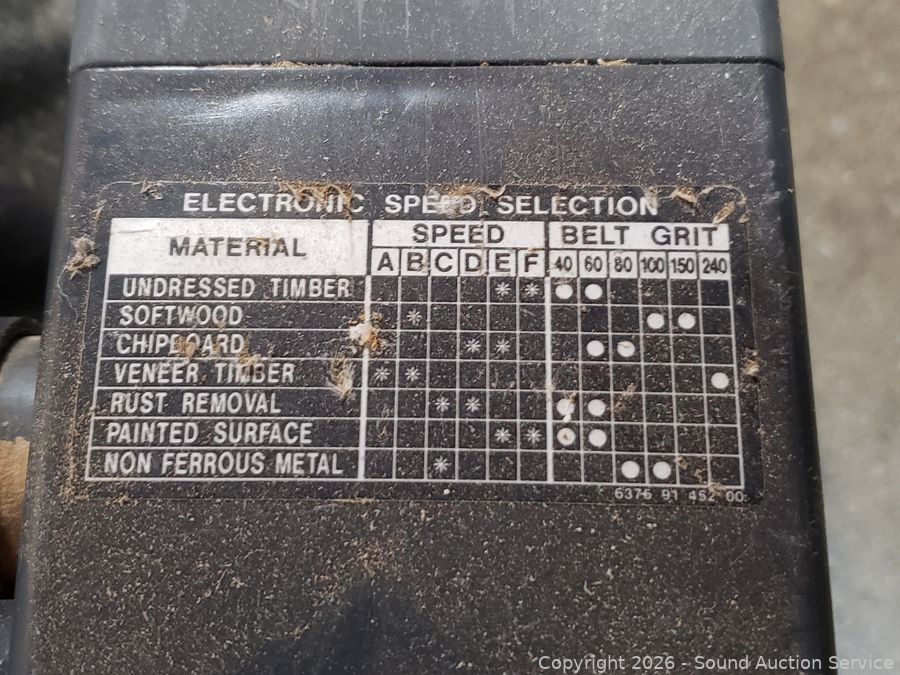 ELECTRONIC SPEED SELECTION
MATERIAL SPEED BELT GRIT
A B C D E F 40 60 80 100 150 240
UNDRESSED TIMBER * * ● ●
SOFTWOOD * ● ●
CHIPBOARD * * ● ●
VENEER TIMBER * * ●
RUST REMOVAL * * ● ●
PAINTED SURFACE * * ● ●
NON FERROUS METAL * ● ●
6376 91 452 00
Copyright © 2026 - Sound Auction Service